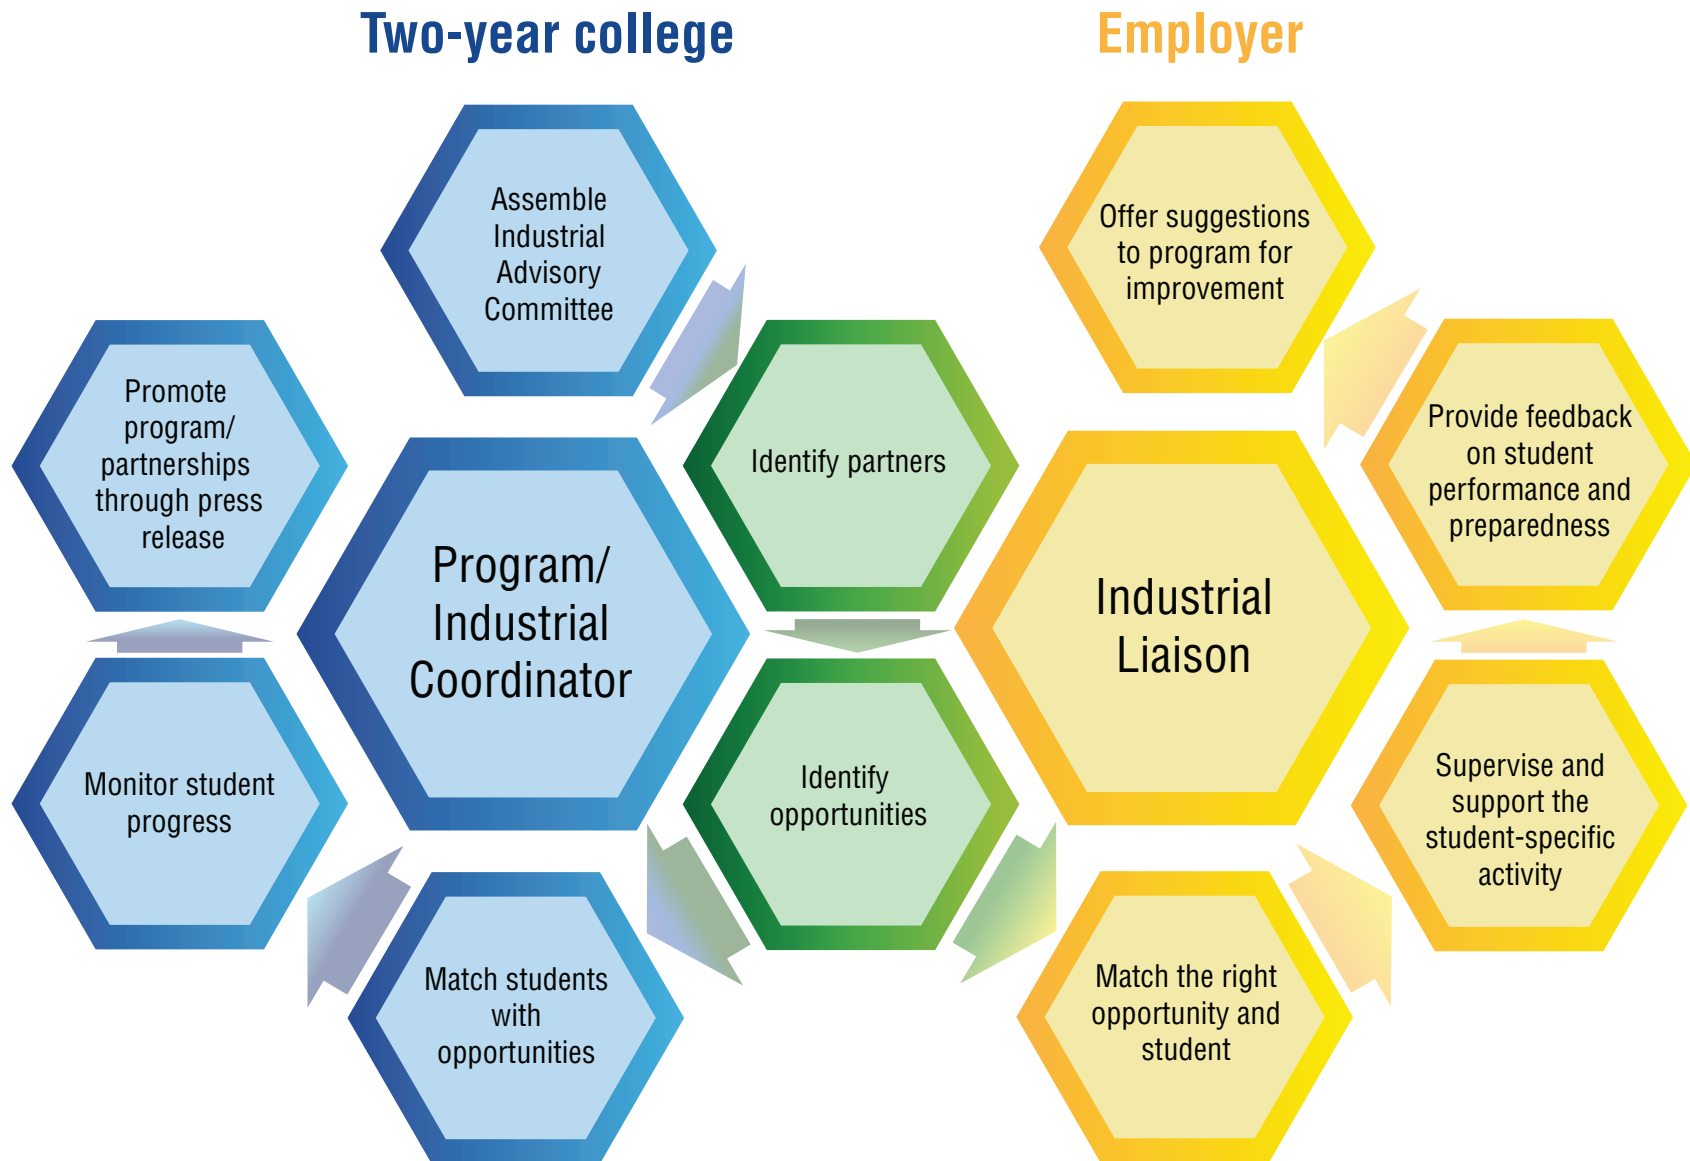 Two-year college
Employer
Assemble
Industrial
Advisory
Committee
Offer suggestions
to program for
improvement
Promote
program/
partnerships
through press
release
Identify partners
Provide feedback
on student
performance and
preparedness
Program/
Industrial
Coordinator
Industrial
Liaison
Monitor student
progress
Identify
opportunities
Supervise and
support the
student-specific
activity
Match students
with
opportunities
Match the right
opportunity and
student